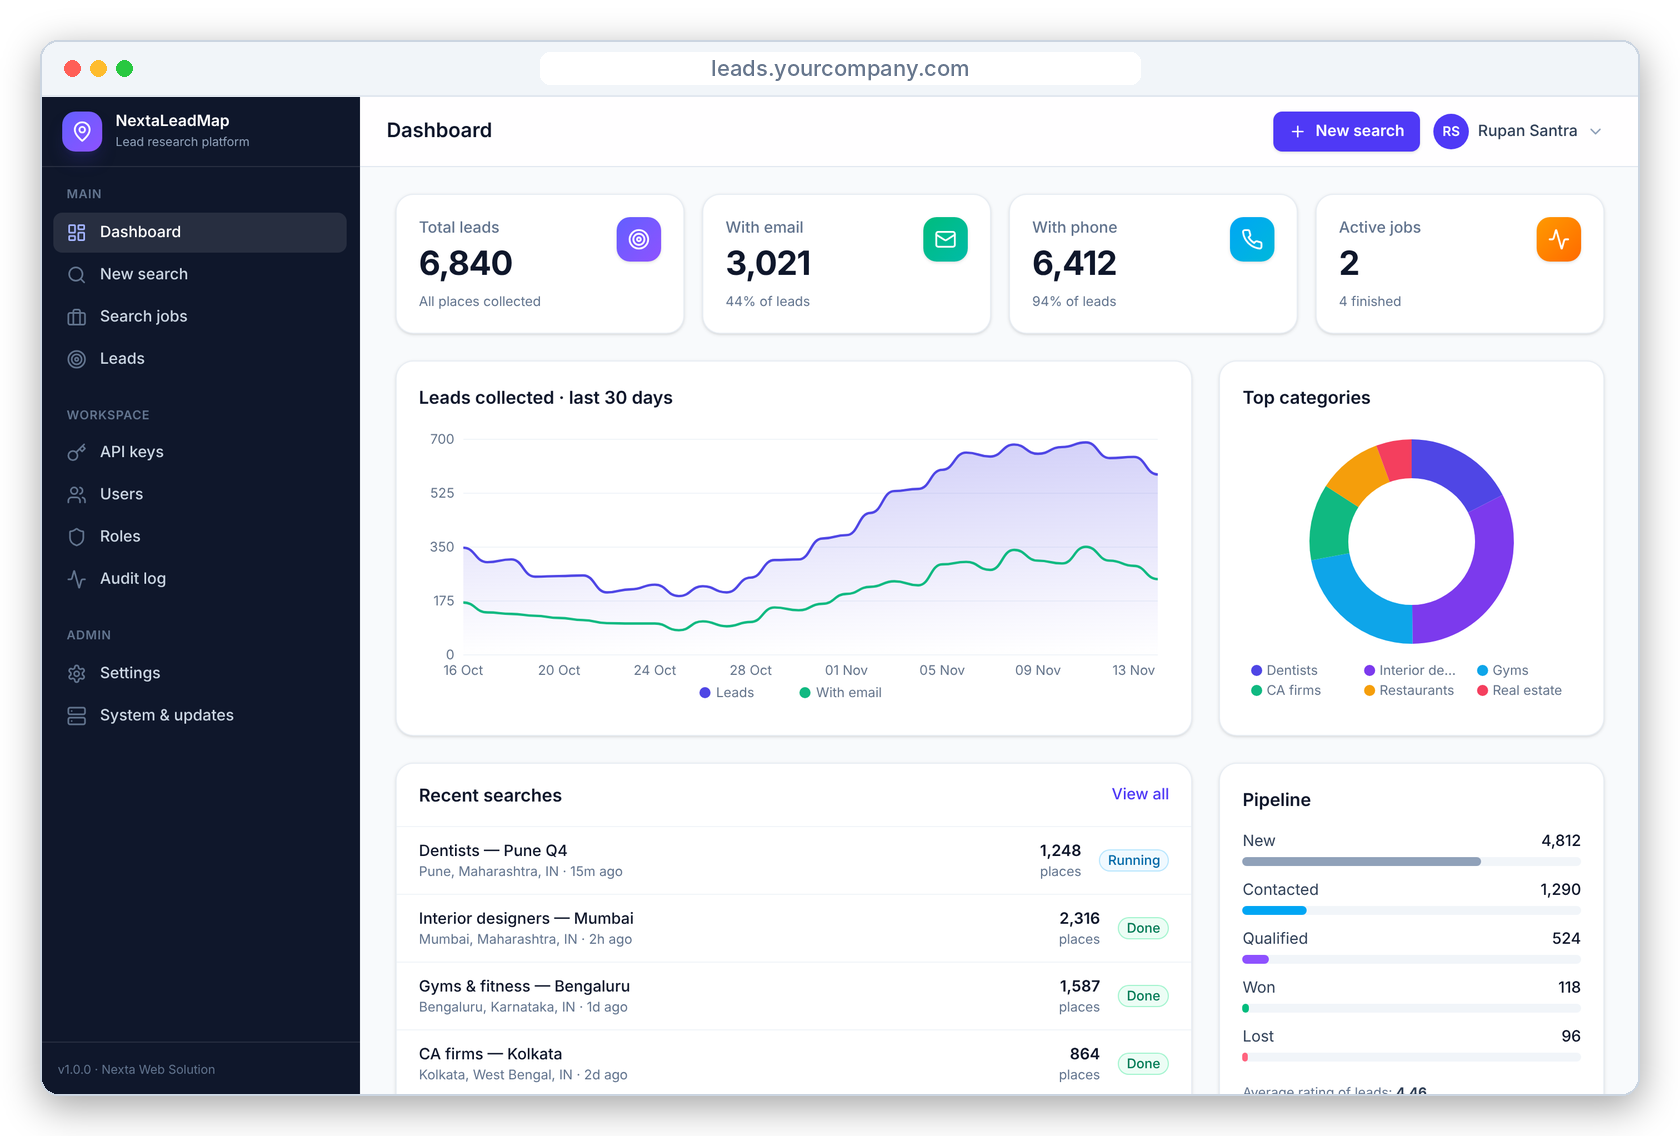 leads.yourcompany.com
NextaLeadMap
Lead research platform
MAIN
Dashboard
New search
Search jobs
Leads
WORKSPACE
API keys
Users
Roles
Audit log
ADMIN
Settings
System & updates
v1.0.0 · Nexta Web Solution
Dashboard
New search
RS
Rupan Santra
Total leads
6,840
All places collected
With email
3,021
44% of leads
With phone
6,412
94% of leads
Active jobs
2
4 finished
Leads collected · last 30 days
700
525
350
175
0
16 Oct 20 Oct 24 Oct 28 Oct 01 Nov 05 Nov 09 Nov 13 Nov
Leads With email
Top categories
Dentists Interior de... Gyms
CA firms Restaurants Real estate
Recent searches
View all
Dentists — Pune Q4
Pune, Maharashtra, IN · 15m ago
1,248
places
Running
Interior designers — Mumbai
Mumbai, Maharashtra, IN · 2h ago
2,316
places
Done
Gyms & fitness — Bengaluru
Bengaluru, Karnataka, IN · 1d ago
1,587
places
Done
CA firms — Kolkata
Kolkata, West Bengal, IN · 2d ago
864
places
Done
Pipeline
New 4,812
Contacted 1,290
Qualified 524
Won 118
Lost 96
Average rating of leads: 4.46